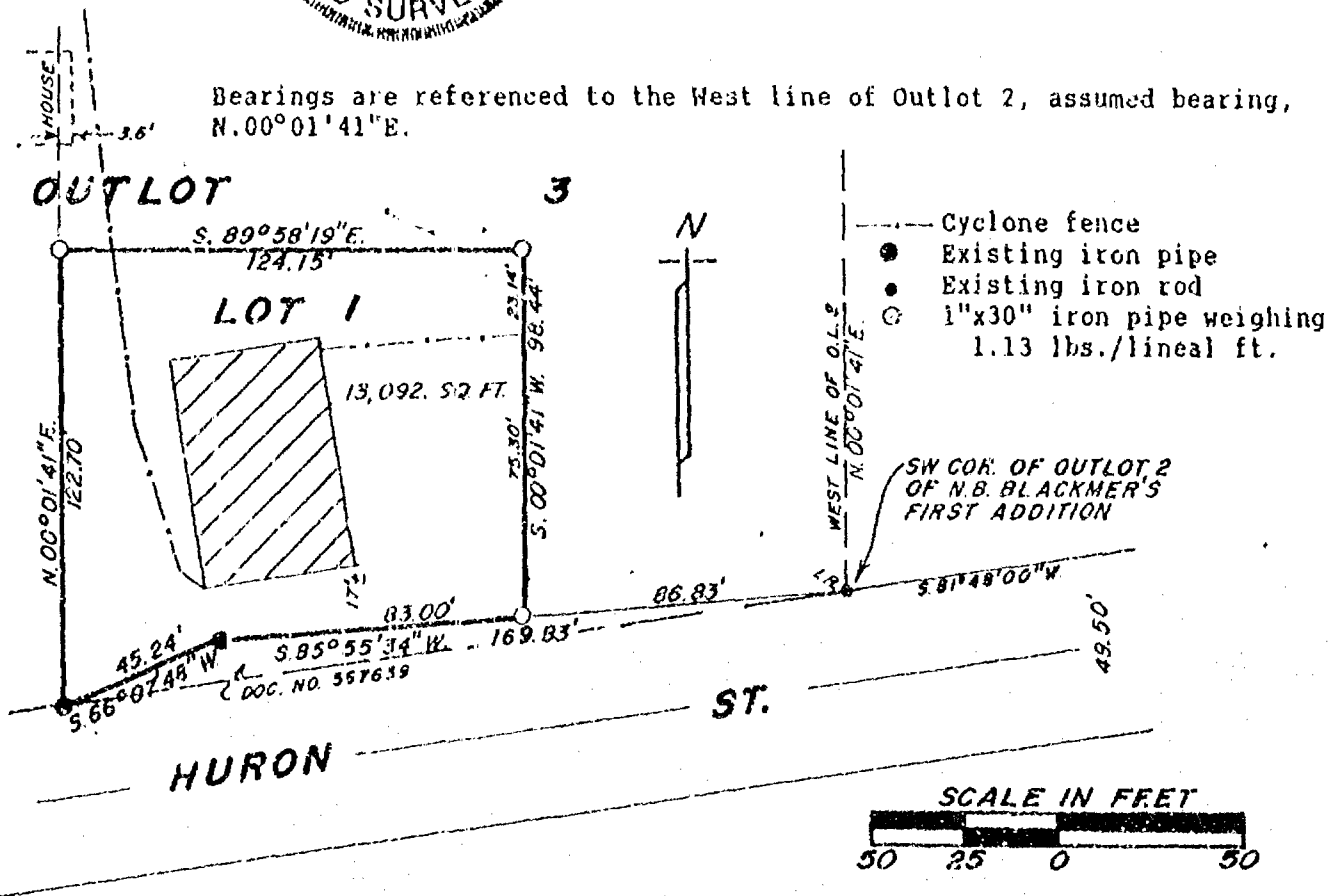 SURVE
Bearings are referenced to the West line of Outlot 2, assumed bearing,
N.00°01'41"E.
HOUSE
3.6'
OUTLOT 3
S. 89°58'19"E.
124.15'
N
Cyclone fence
Existing iron pipe
Existing iron rod
1"x30" iron pipe weighing
1.13 lbs./lineal ft.
LOT 1
23.14'
75.30'
S. 00°01'41"W. 98.44'
13,092. SQ. FT.
N.00°01'41"E.
122.70'
WEST LINE OF O.L.2
N.00°01'41"E.
SW COR. OF OUTLOT 2
OF N.B. BLACKMER'S
FIRST ADDITION
17'±
83.00'
86.83'
S.81°48'00"W.
45.24'
S.85°55'34"W. 169.83'
S.66°07'48"W.
DOC. NO. 357639
49.50'
HURON ST.
SCALE IN FEET
50 25 0 50